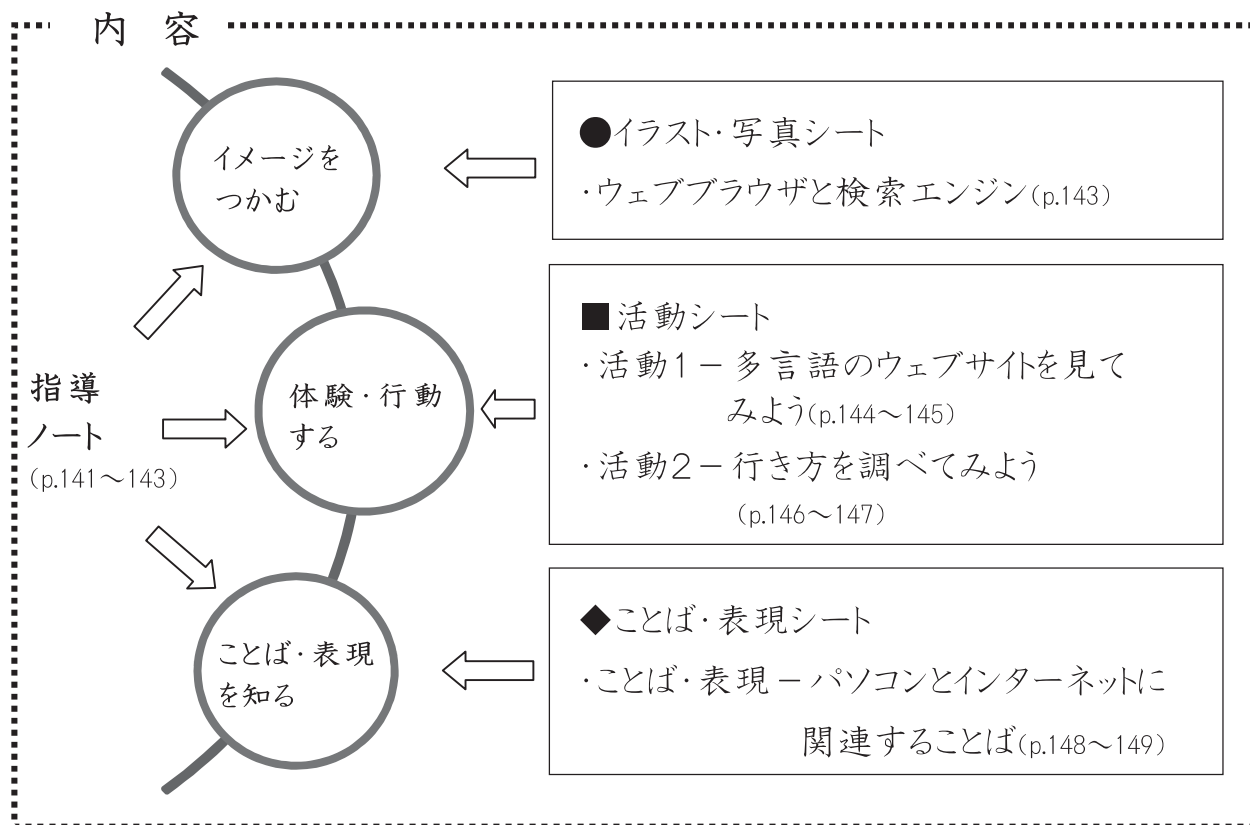 内 容
イメージを
つかむ
●イラスト・写真シート
・ウェブブラウザと検索エンジン(p.143)
指導
ノート
(p.141～143)
体験・行動
する
■活動シート
・活動1－多言語のウェブサイトを見て
みよう(p.144～145)
・活動2－行き方を調べてみよう
(p.146～147)
ことば・表現
を知る
◆ことば・表現シート
・ことば・表現－パソコンとインターネットに
関連することば(p.148～149)